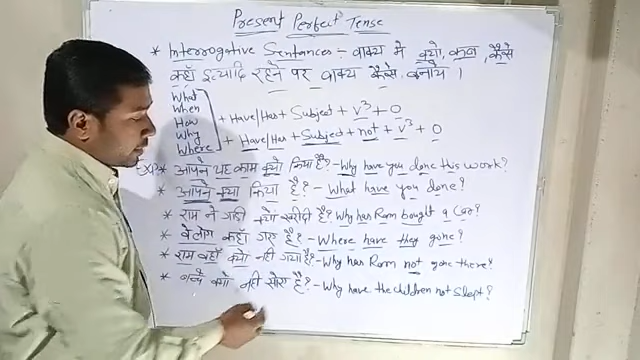 Present Perfect Tense
* Interrogative Sentences :- वाक्य मे क्यो, कब, कैसे
कहाँ इत्यादि रहने पर वाक्य कैसे बनाये ।
What
When
How
Why
Where
+ Have/Has + Subject + V³ + O
+ Have/Has + Subject + not + V³ + O
Exp * आपने यह काम क्यो किया है? - Why have you done this work?
* आपने क्या किया है? - What have you done?
* राम ने गाड़ी क्यो खरीदी है? Why has Ram bought a Car?
* वे लोग कहाँ गए है? - Where have they gone?
* राम वहाँ क्यो नही गया है? - Why has Ram not gone there?
* बच्चे क्यो नही सोए है? - Why have the children not slept?